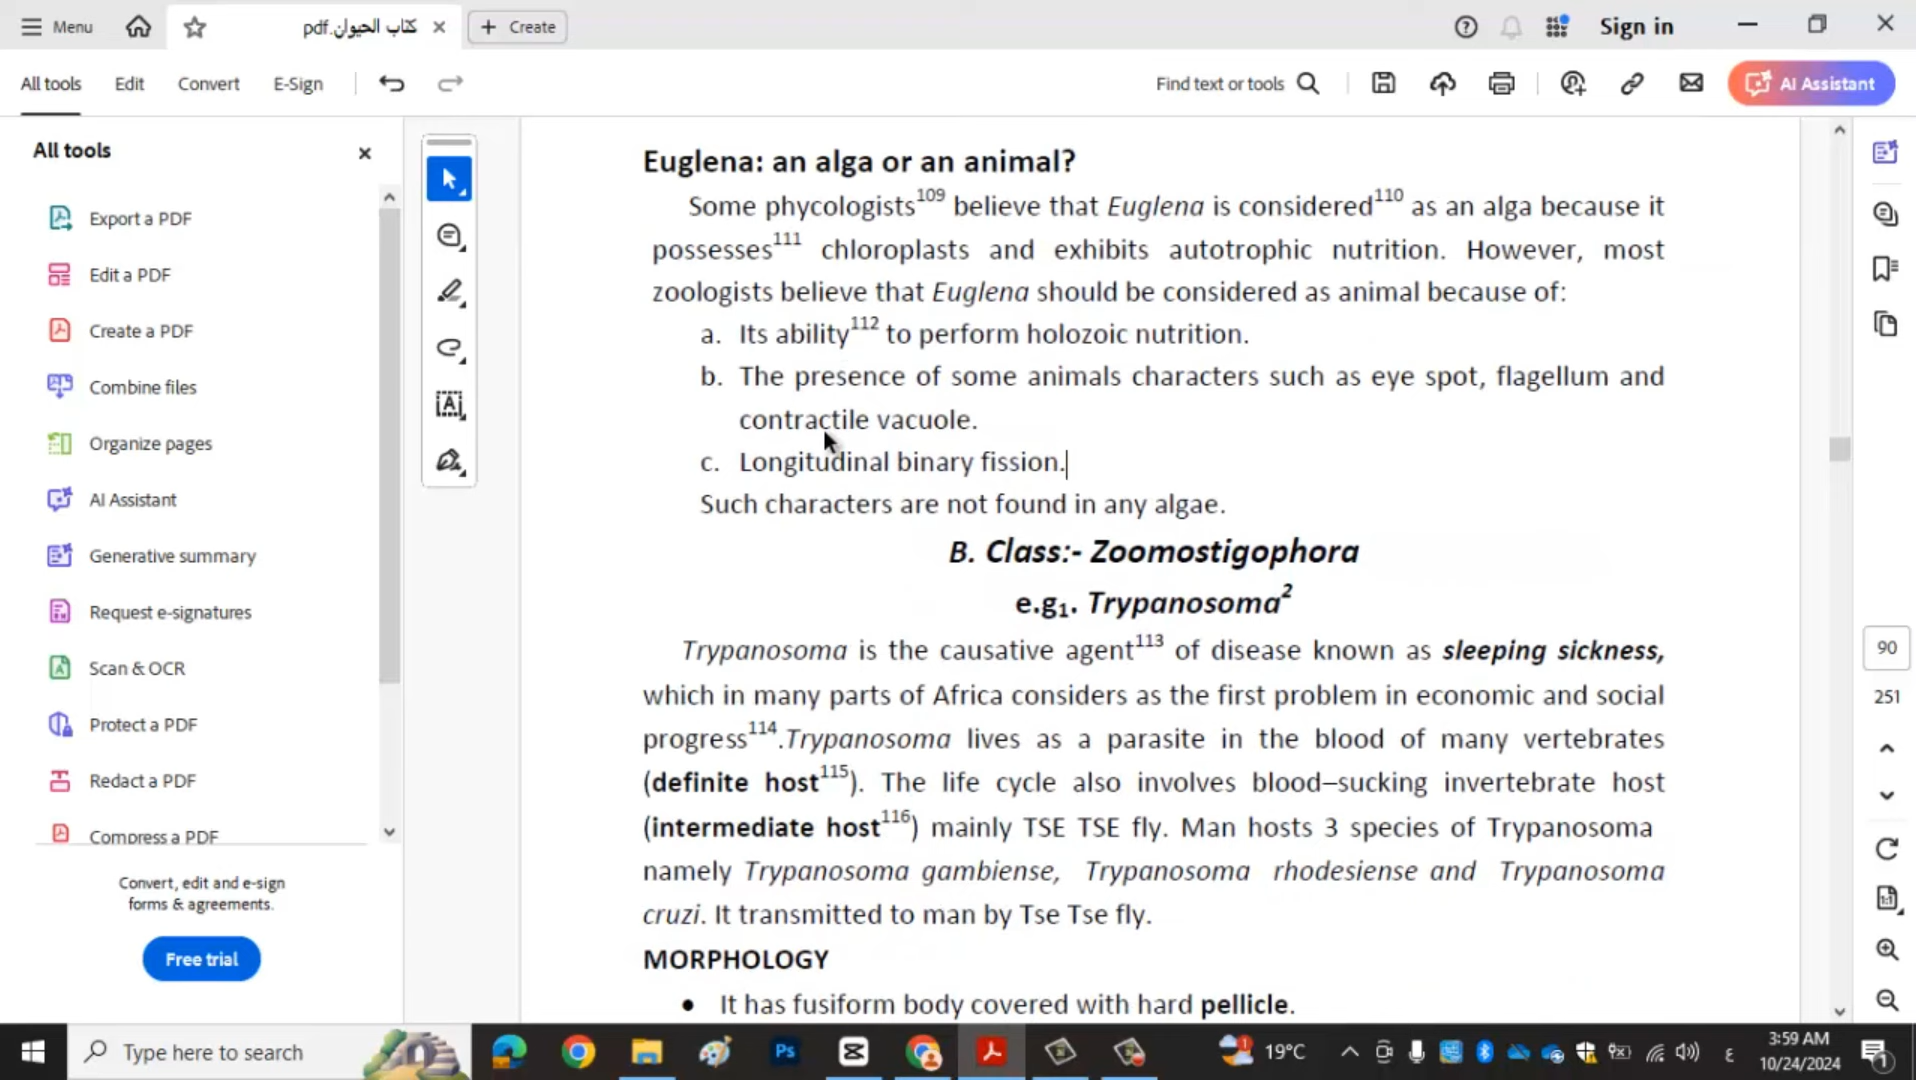 Menu
كتاب الحيوان.pdf
Create
Sign in
All tools
Edit
Convert
E-Sign
Find text or tools
AI Assistant
All tools
Export a PDF
Edit a PDF
Create a PDF
Combine files
Organize pages
AI Assistant
Generative summary
Request e-signatures
Scan & OCR
Protect a PDF
Redact a PDF
Compress a PDF
Convert, edit and e-sign
forms & agreements.
Free trial
Euglena: an alga or an animal?
Some phycologists109 believe that Euglena is considered110 as an alga because it
possesses111 chloroplasts and exhibits autotrophic nutrition. However, most
zoologists believe that Euglena should be considered as animal because of:
a. Its ability112 to perform holozoic nutrition.
b. The presence of some animals characters such as eye spot, flagellum and
contractile vacuole.
c. Longitudinal binary fission.
Such characters are not found in any algae.
B. Class:- Zoomostigophora
e.g1. Trypanosoma2
Trypanosoma is the causative agent113 of disease known as sleeping sickness,
which in many parts of Africa considers as the first problem in economic and social
progress114.Trypanosoma lives as a parasite in the blood of many vertebrates
(definite host115). The life cycle also involves blood–sucking invertebrate host
(intermediate host116) mainly TSE TSE fly. Man hosts 3 species of Trypanosoma
namely Trypanosoma gambiense, Trypanosoma rhodesiense and Trypanosoma
cruzi. It transmitted to man by Tse Tse fly.
MORPHOLOGY
• It has fusiform body covered with hard pellicle.
90
251
1:1
Type here to search
Ps
19°C
ع
3:59 AM
10/24/2024
1